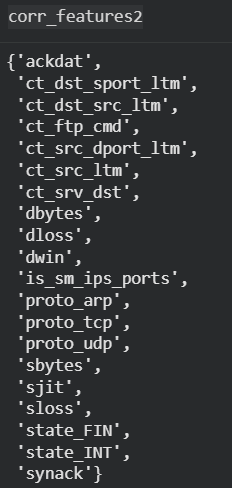 corr_features2
{'ackdat',
'ct_dst_sport_ltm',
'ct_dst_src_ltm',
'ct_ftp_cmd',
'ct_src_dport_ltm',
'ct_src_ltm',
'ct_srv_dst',
'dbytes',
'dloss',
'dwin',
'is_sm_ips_ports',
'proto_arp',
'proto_tcp',
'proto_udp',
'sbytes',
'sjit',
'sloss',
'state_FIN',
'state_INT',
'synack'}